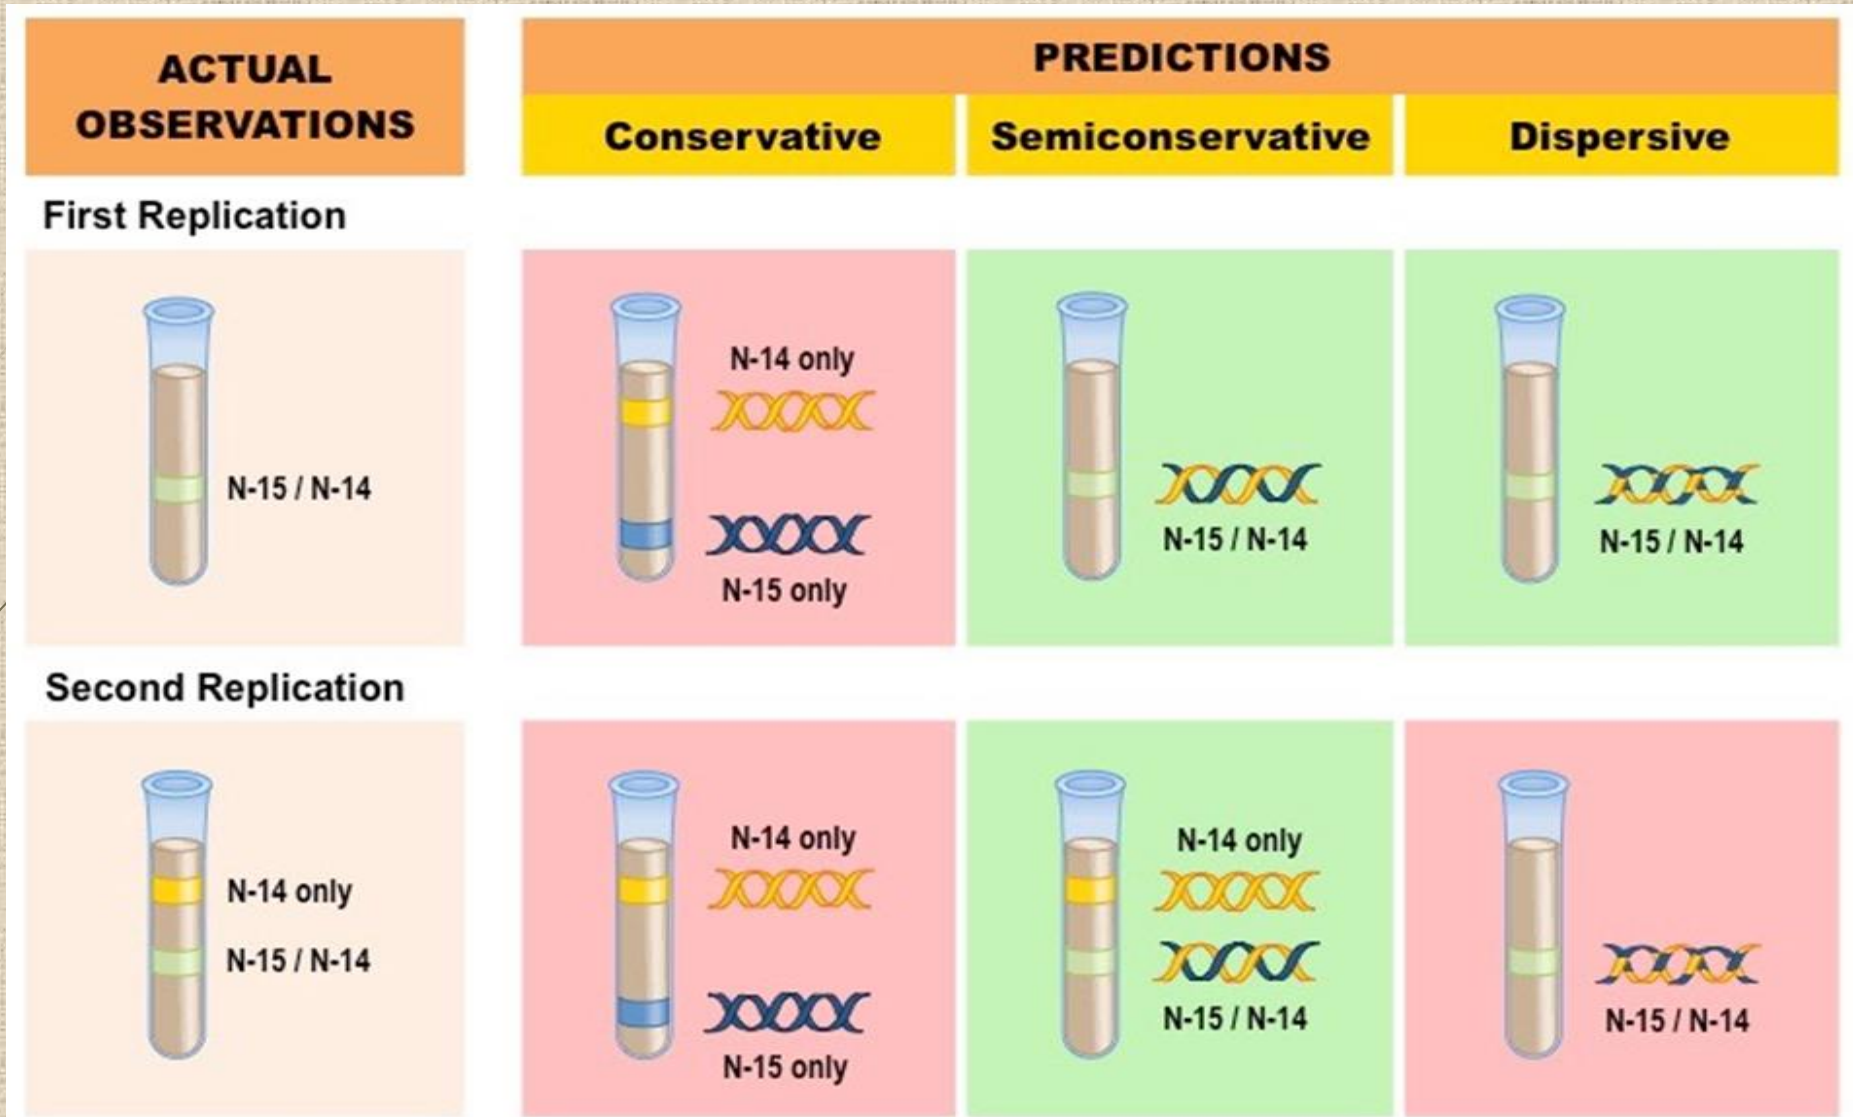 ACTUAL
OBSERVATIONS
PREDICTIONS
Conservative
Semiconservative
Dispersive
First Replication
N-15 / N-14
N-14 only
N-15 only
N-15 / N-14
N-15 / N-14
Second Replication
N-14 only
N-15 / N-14
N-14 only
N-15 only
N-14 only
N-15 / N-14
N-15 / N-14